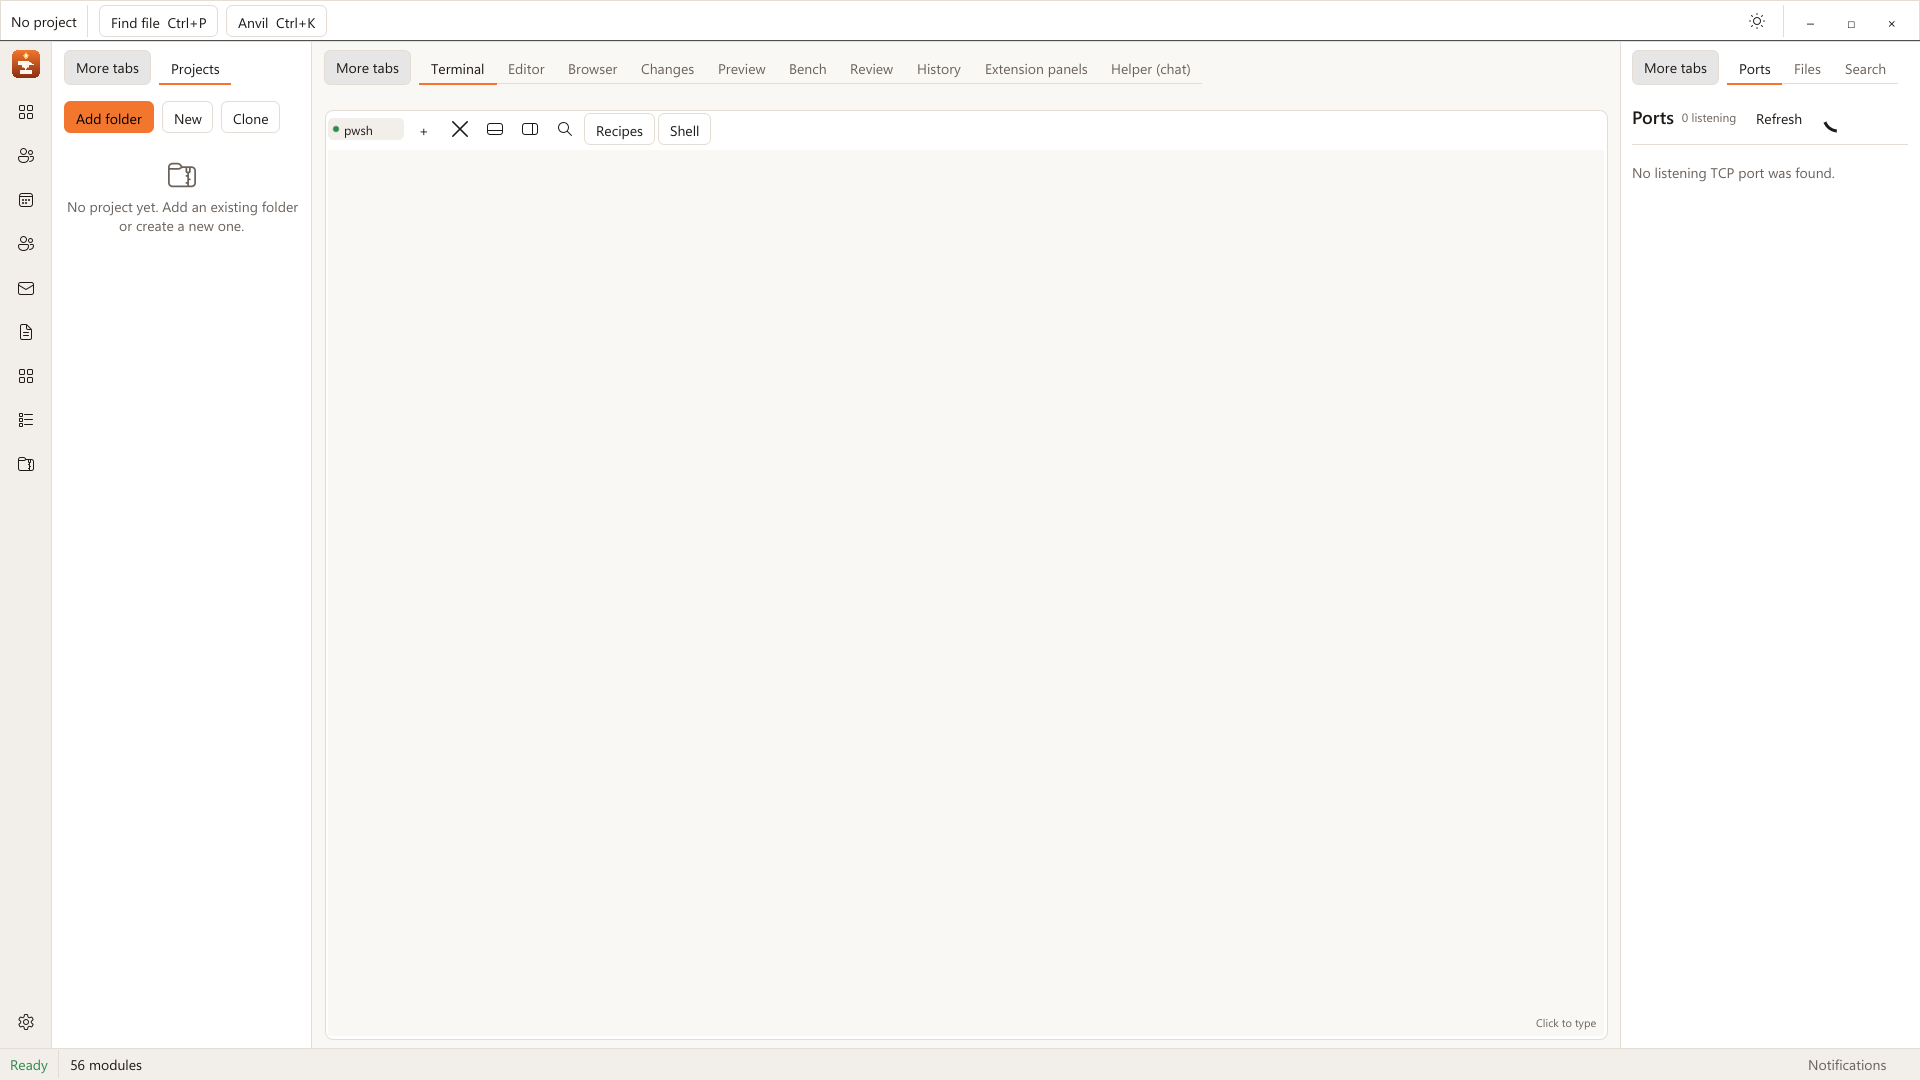 No project
Find file Ctrl+P
Anvil Ctrl+K
More tabs
Projects
Add folder
New
Clone
No project yet. Add an existing folder
or create a new one.
More tabs
Terminal
Editor
Browser
Changes
Preview
Bench
Review
History
Extension panels
Helper (chat)
pwsh
+
Recipes
Shell
Click to type
More tabs
Ports
Files
Search
Ports
0 listening
Refresh
No listening TCP port was found.
Ready
56 modules
Notifications